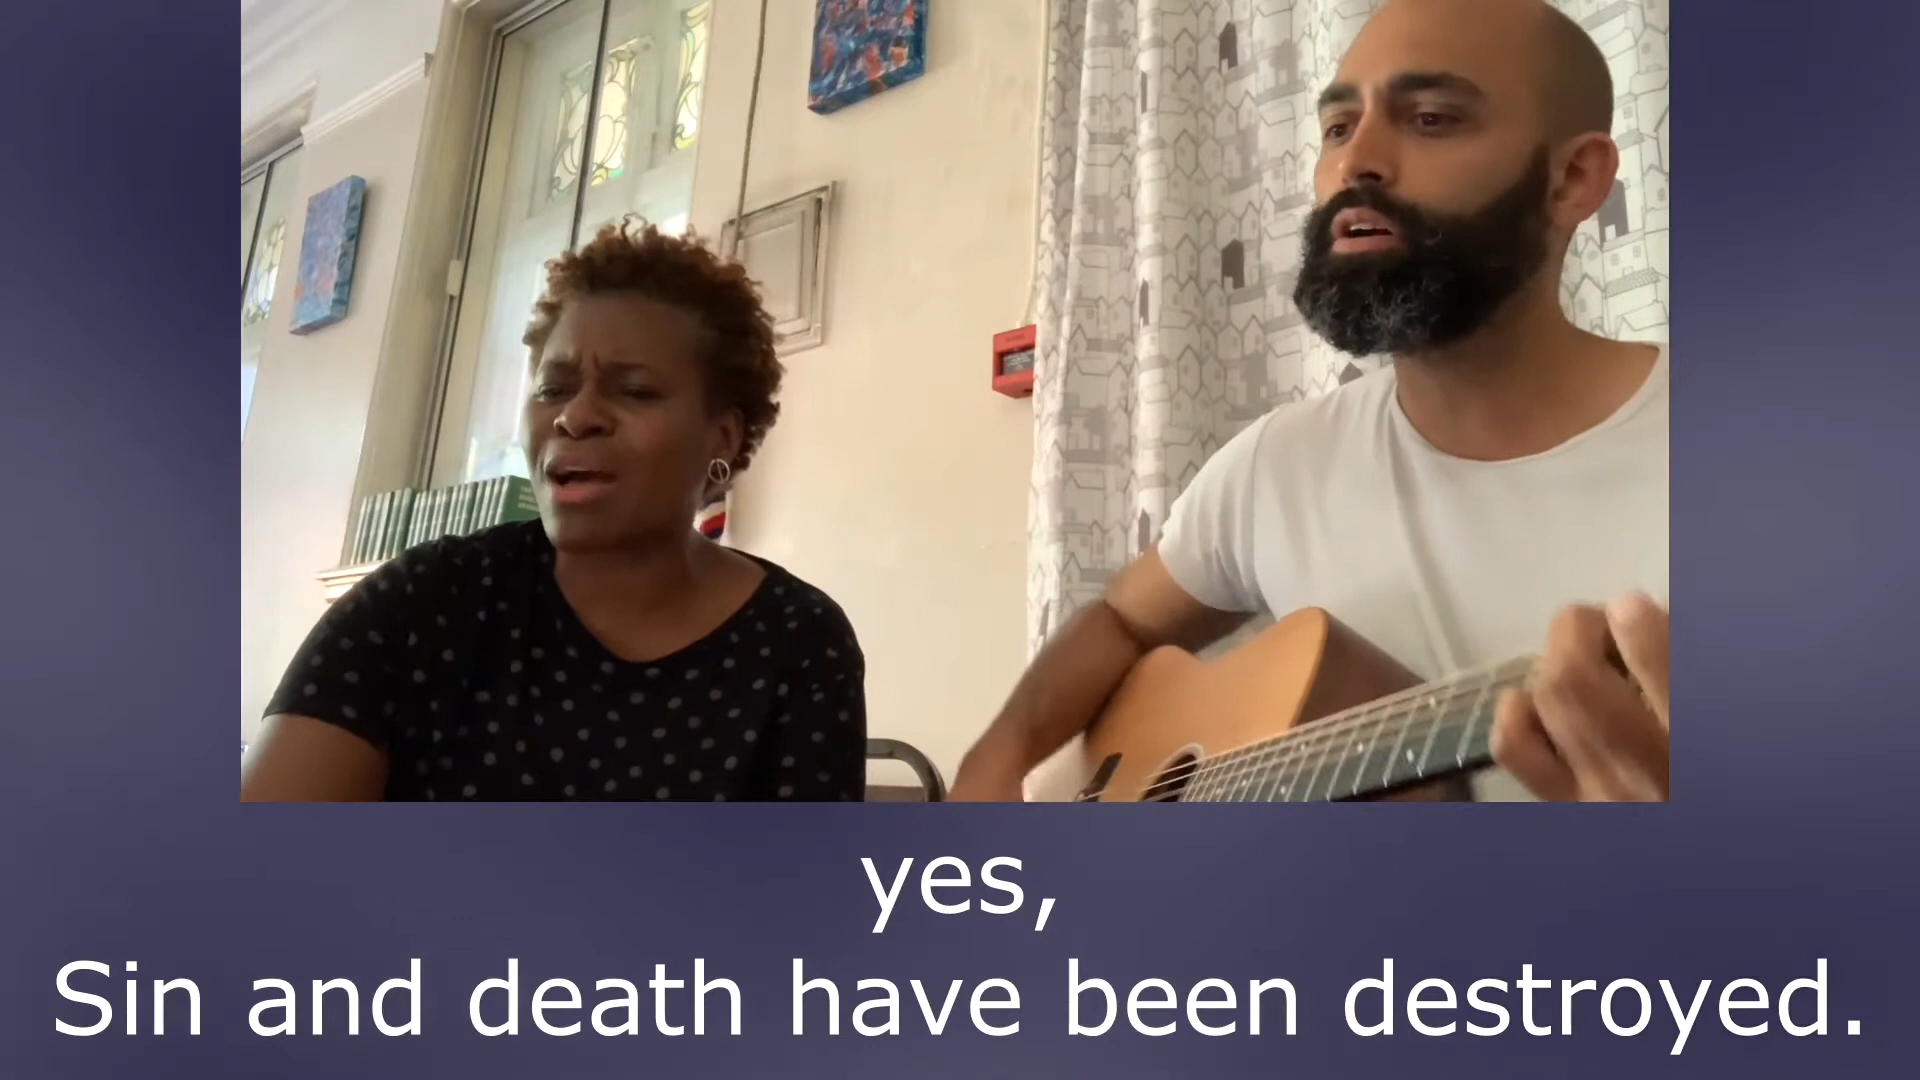 yes,
Sin and death have been destroyed.